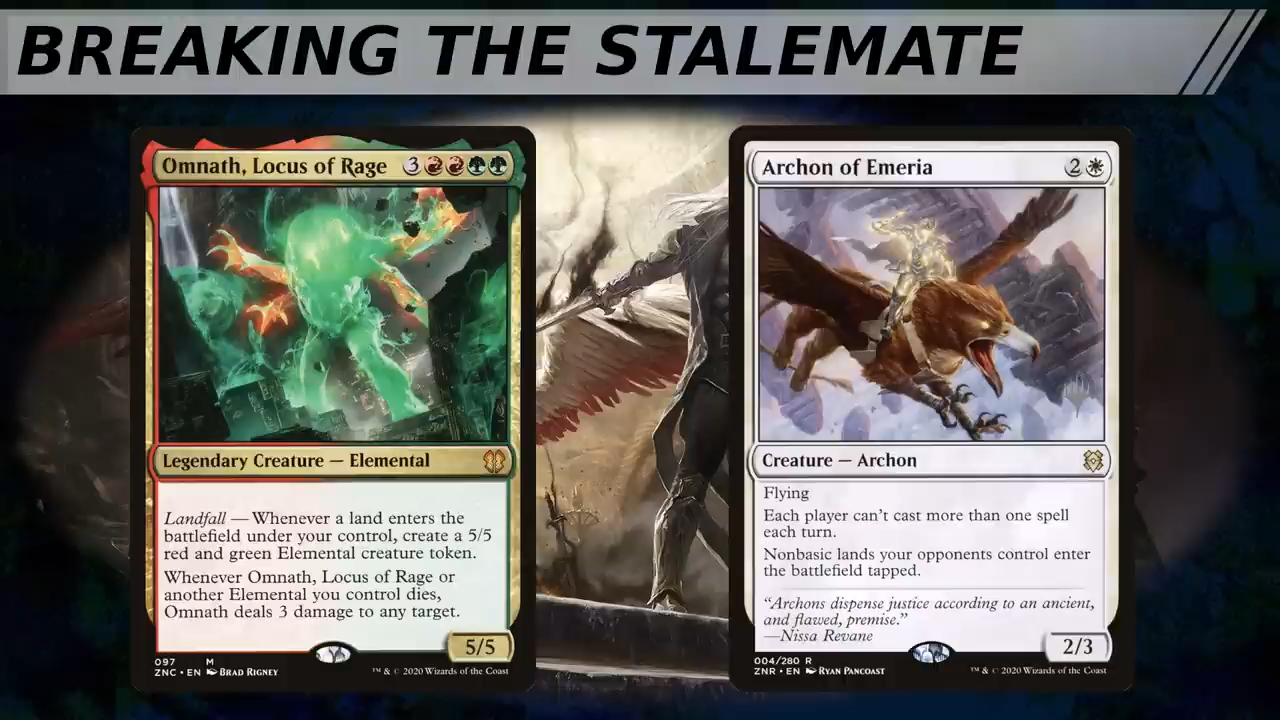 BREAKING THE STALEMATE
Omnath, Locus of Rage 3
Legendary Creature — Elemental
Landfall — Whenever a land enters the
battlefield under your control, create a 5/5
red and green Elemental creature token.
Whenever Omnath, Locus of Rage or
another Elemental you control dies,
Omnath deals 3 damage to any target.
5/5
097 M
ZNC • EN BRAD RIGNEY ™ & © 2020 Wizards of the Coast
Archon of Emeria 2
Creature — Archon
Flying
Each player can't cast more than one spell
each turn.
Nonbasic lands your opponents control enter
the battlefield tapped.
"Archons dispense justice according to an ancient,
and flawed, premise."
—Nissa Revane
2/3
004/280 R
ZNR • EN RYAN PANCOAST ™ & © 2020 Wizards of the Coast